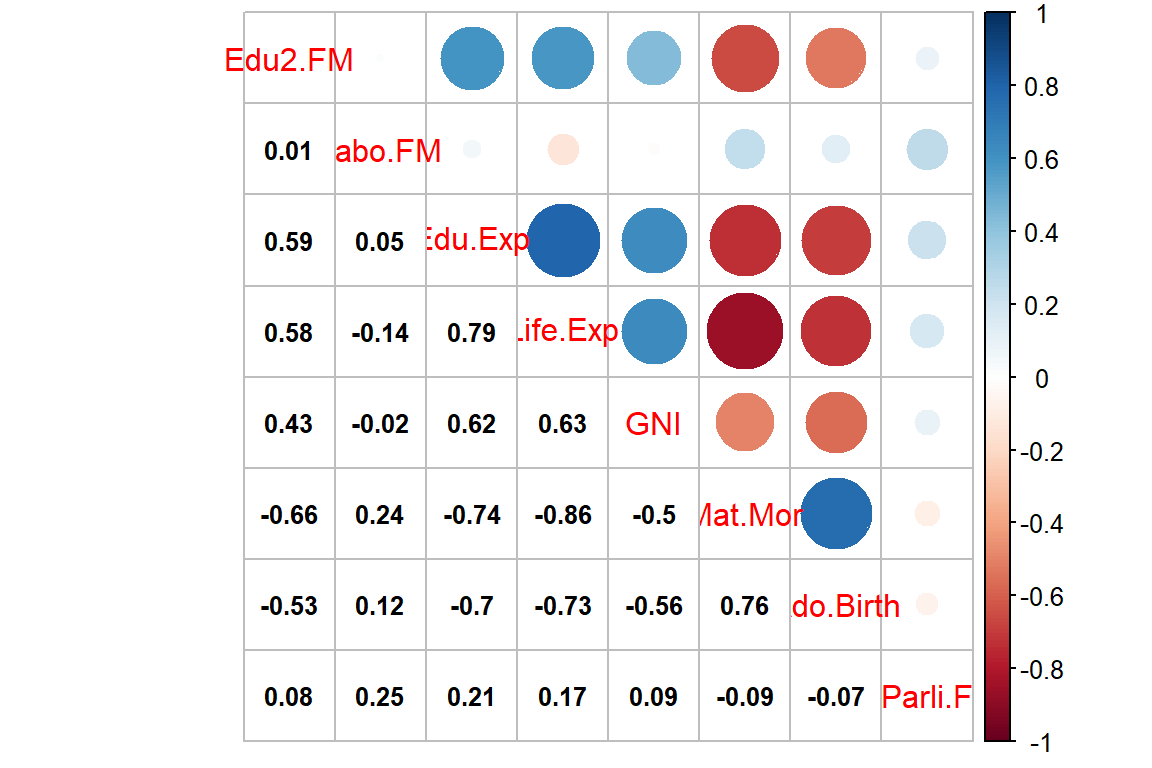 Edu2.FM
0.01 abo.FM
0.59 0.05 Edu.Exp
0.58 -0.14 0.79 Life.Exp
0.43 -0.02 0.62 0.63 GNI
-0.66 0.24 -0.74 -0.86 -0.5 Mat.Mor
-0.53 0.12 -0.7 -0.73 -0.56 0.76 do.Birth
0.08 0.25 0.21 0.17 0.09 -0.09 -0.07 Parli.F
1
0.8
0.6
0.4
0.2
0
-0.2
-0.4
-0.6
-0.8
-1